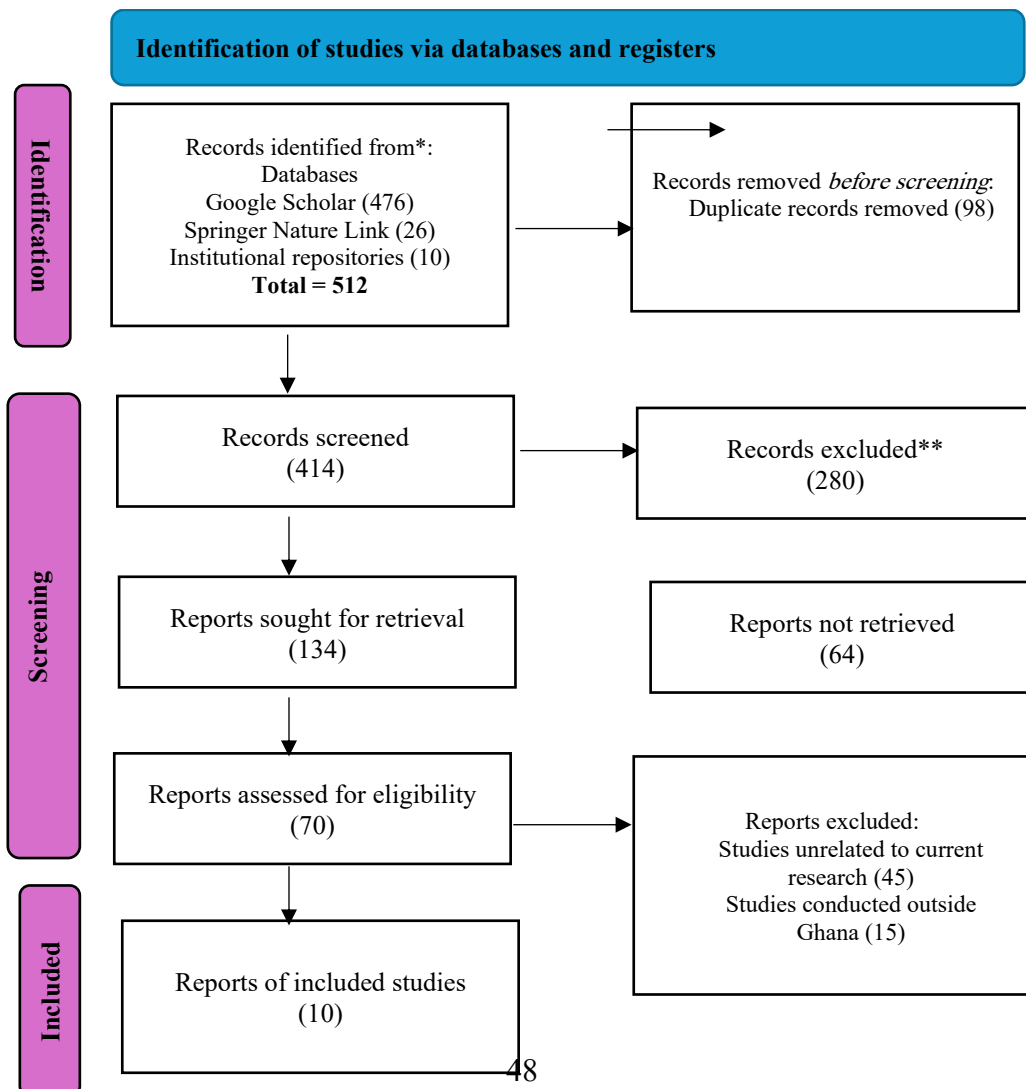 Identification of studies via databases and registers
Identification
Records identified from*:
Databases
Google Scholar (476)
Springer Nature Link (26)
Institutional repositories (10)
Total = 512
Records removed before screening:
Duplicate records removed (98)
Screening
Records screened
(414)
Records excluded**
(280)
Reports sought for retrieval
(134)
Reports not retrieved
(64)
Reports assessed for eligibility
(70)
Reports excluded:
Studies unrelated to current
research (45)
Studies conducted outside
Ghana (15)
Included
Reports of included studies
(10)
48